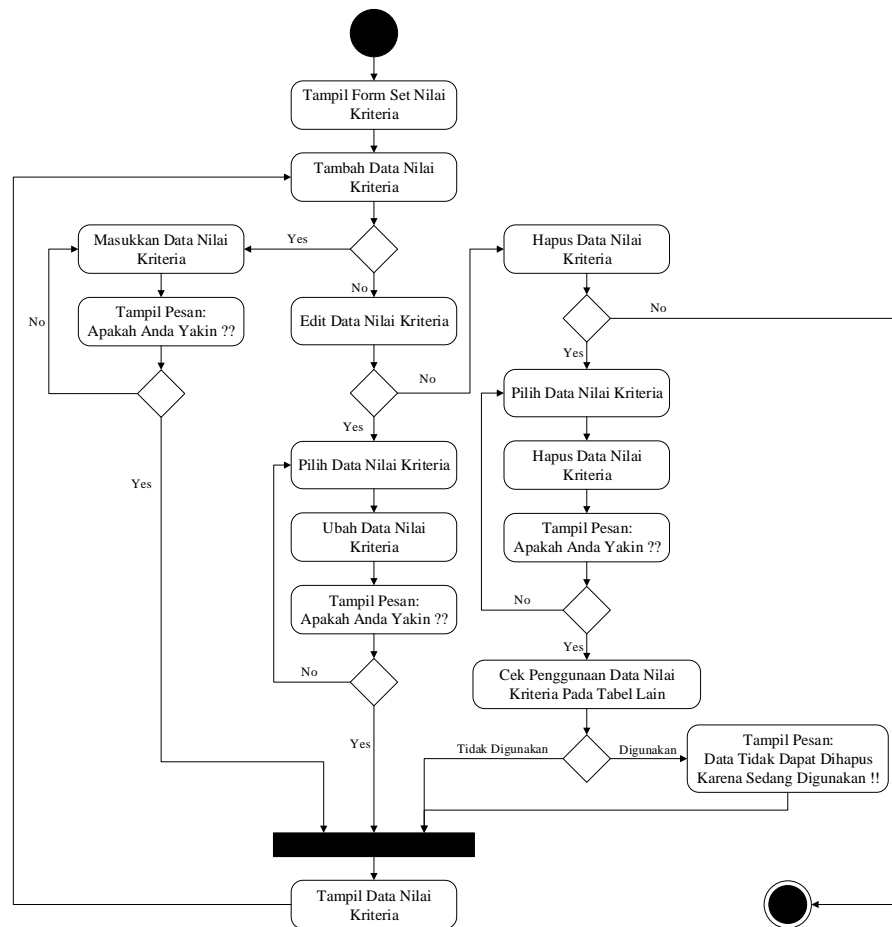 Tampil Form Set Nilai
Kriteria
Tambah Data Nilai
Kriteria
Masukkan Data Nilai
Kriteria
Yes
Hapus Data Nilai
Kriteria
No
Tampil Pesan:
Apakah Anda Yakin ??
No
Edit Data Nilai Kriteria
No
Yes
No
Pilih Data Nilai Kriteria
Yes
Pilih Data Nilai Kriteria
Hapus Data Nilai
Kriteria
Yes
Ubah Data Nilai
Kriteria
Tampil Pesan:
Apakah Anda Yakin ??
Tampil Pesan:
Apakah Anda Yakin ??
No
Yes
No
Cek Penggunaan Data Nilai
Kriteria Pada Tabel Lain
Yes
Tidak Digunakan
Digunakan
Tampil Pesan:
Data Tidak Dapat Dihapus
Karena Sedang Digunakan !!
Tampil Data Nilai
Kriteria